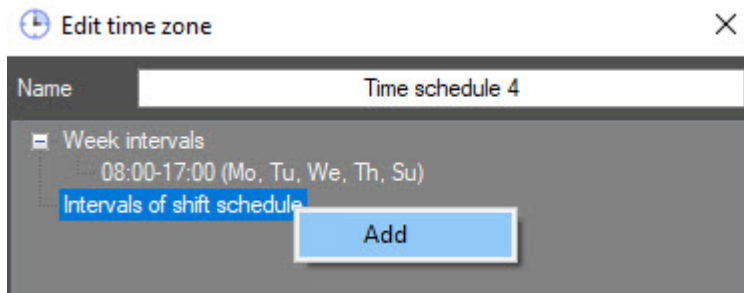 Edit time zone
Name
Time schedule 4
Week intervals
08:00-17:00 (Mo, Tu, We, Th, Su)
Intervals of shift schedule
Add